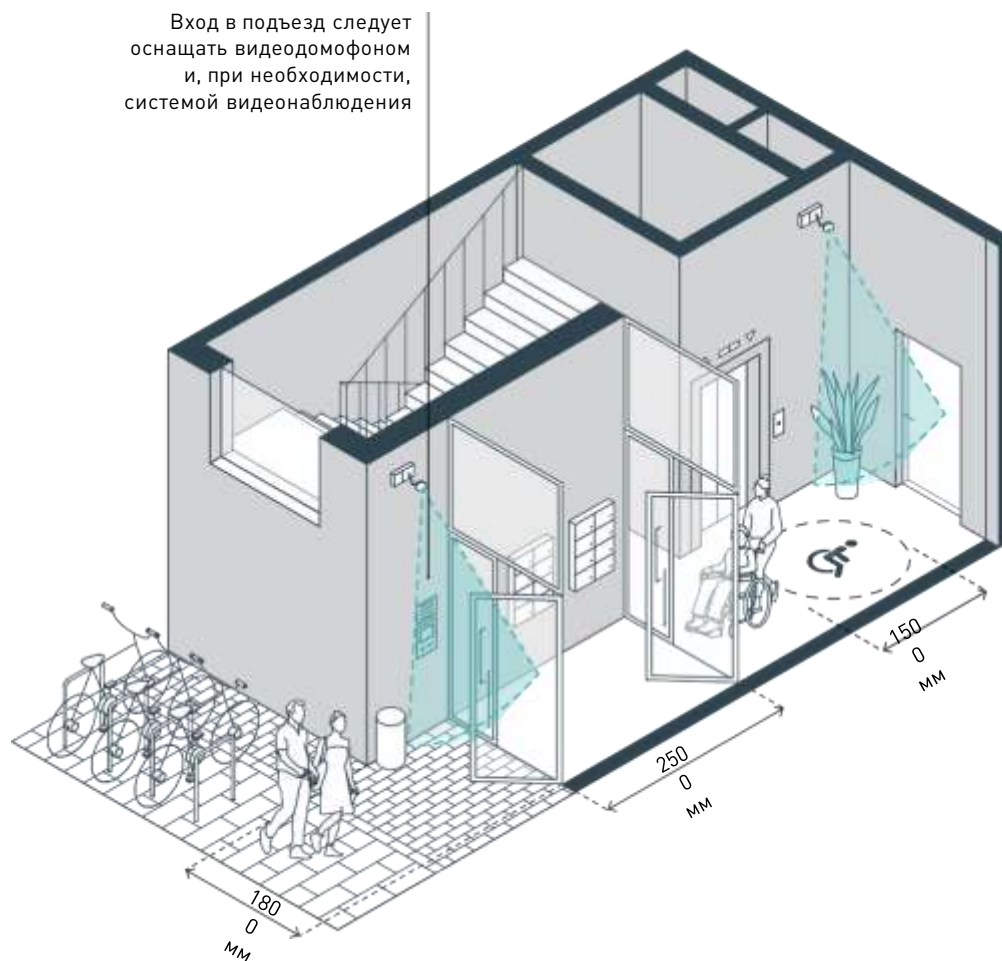 Вход в подъезд следует
оснащать видеодомофоном
и, при необходимости,
системой видеонаблюдения
150
0
мм
250
0
мм
180
0
мм